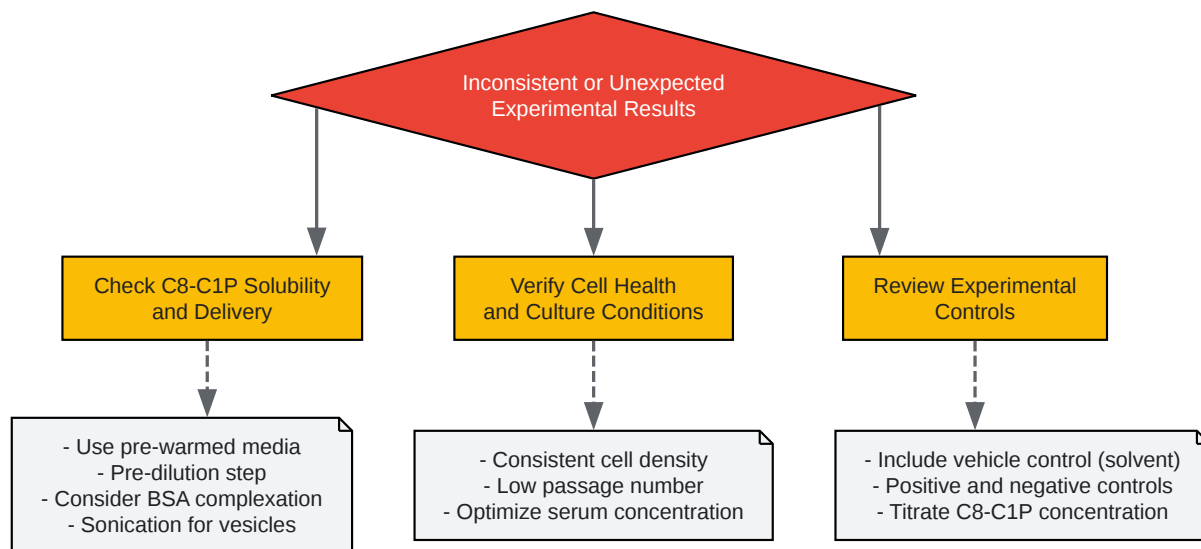 Inconsistent or Unexpected
Experimental Results
Check C8-C1P Solubility
and Delivery
Verify Cell Health
and Culture Conditions
Review Experimental
Controls
- Use pre-warmed media
- Pre-dilution step
- Consider BSA complexation
- Sonication for vesicles
- Consistent cell density
- Low passage number
- Optimize serum concentration
- Include vehicle control (solvent)
- Positive and negative controls
- Titrate C8-C1P concentration